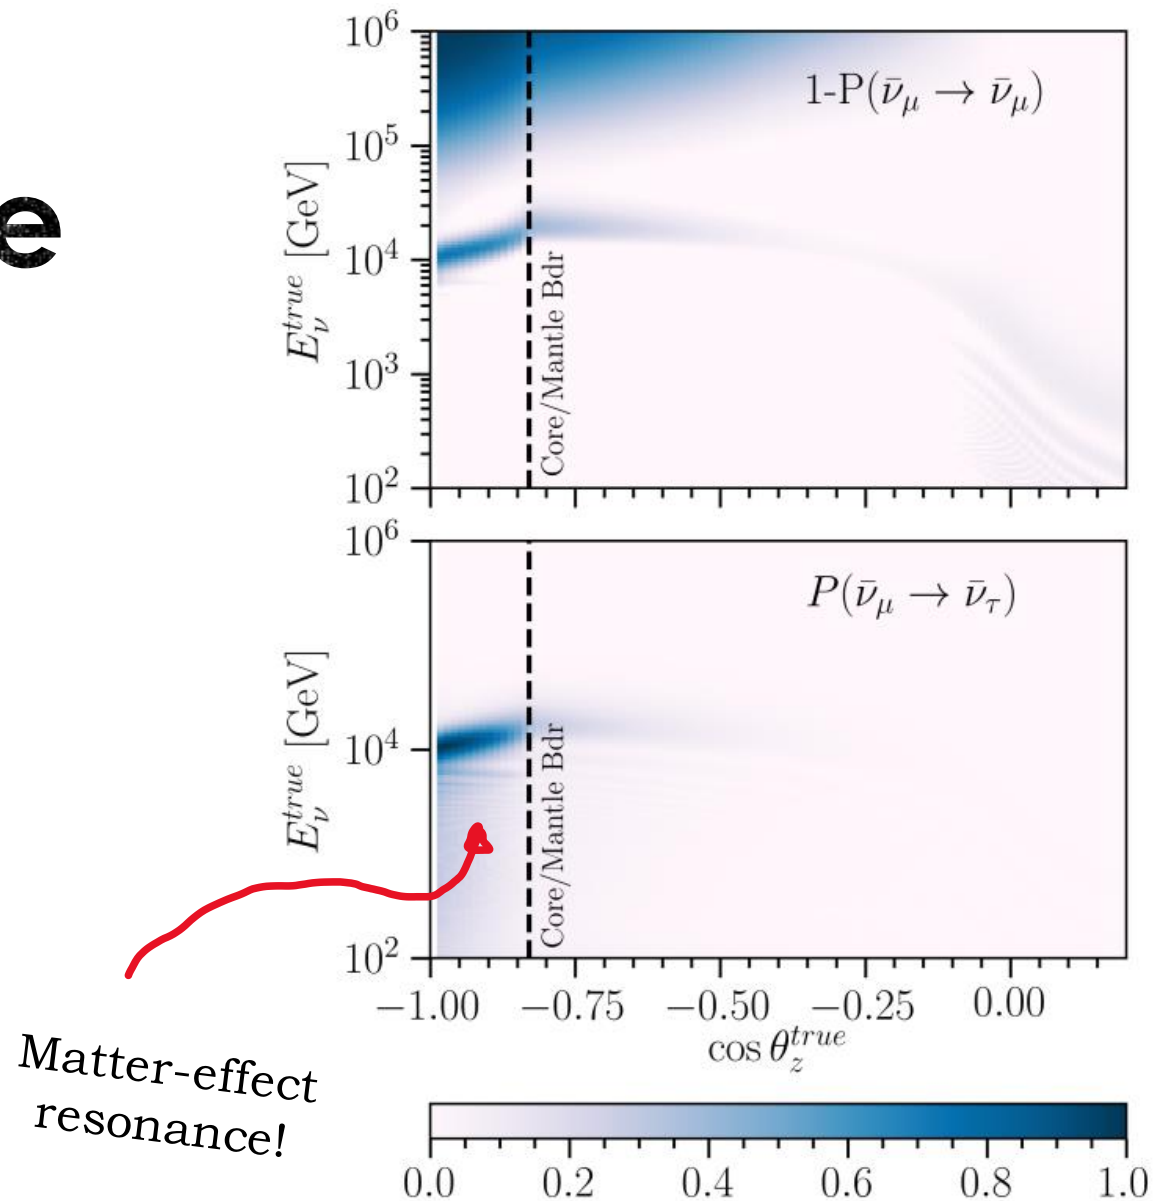 e
10^6
1-P(ν̄_μ → ν̄_μ)
10^5
E_ν^{true} [GeV]
10^4
Core/Mantle Bdr
10^3
10^2
10^6
P(ν̄_μ → ν̄_τ)
E_ν^{true} [GeV]
10^4
Core/Mantle Bdr
10^2
−1.00 −0.75 −0.50 −0.25 0.00
cos θ_z^{true}
Matter-effect
resonance!
0.0 0.2 0.4 0.6 0.8 1.0